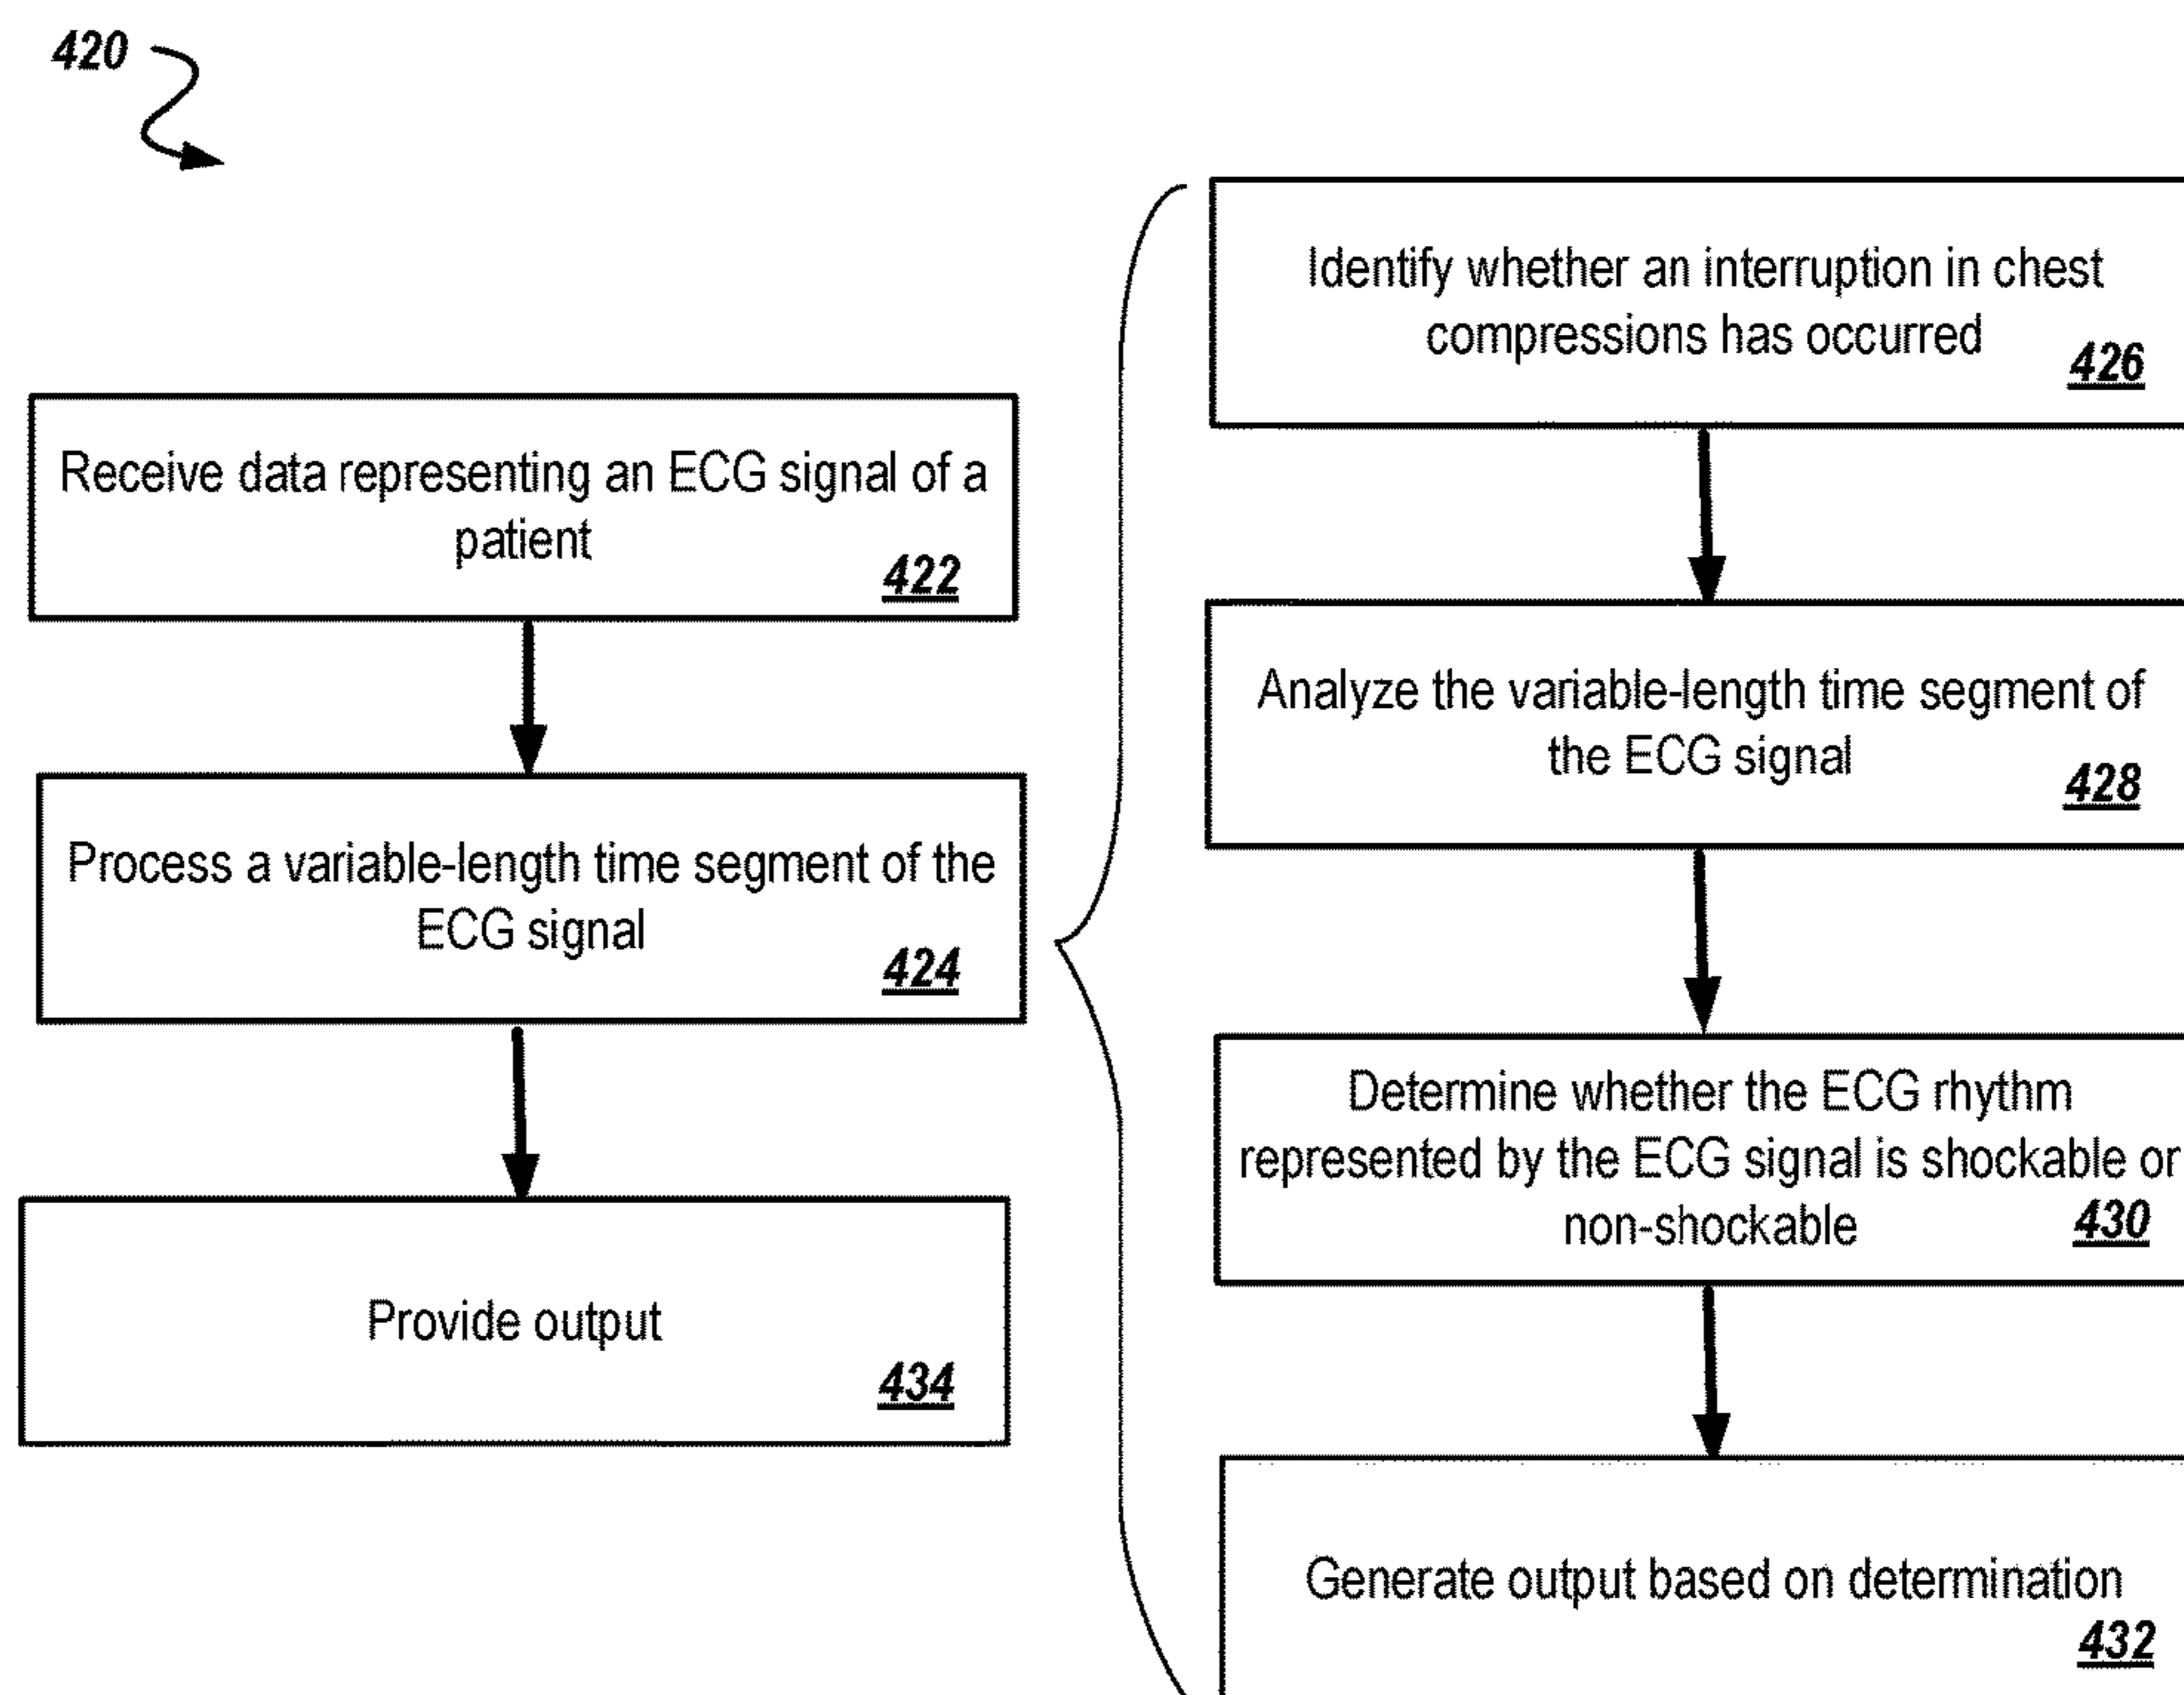 420
Receive data representing an ECG signal of a
patient
422
Process a variable-length time segment of the
ECG signal
424
Provide output
434
Identify whether an interruption in chest
compressions has occurred
426
Analyze the variable-length time segment of
the ECG signal
428
Determine whether the ECG rhythm
represented by the ECG signal is shockable or
non-shockable
430
Generate output based on determination
432